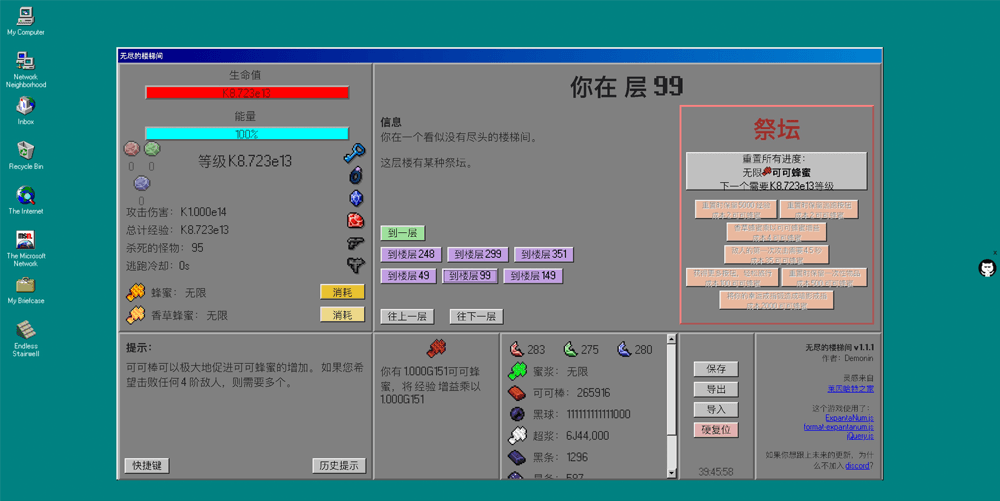 My Computer
Network
Neighborhood
Inbox
Recycle Bin
The Internet
The Microsoft
Network
My Briefcase
Endless
Stairwell
无尽的楼梯间
生命值
K8.723e13
能量
100%
0
0
0
等级K8.723e13
攻击伤害: K1.000e14
总计经验: K8.723e13
杀死的怪物: 95
逃跑冷却: 0s
蜂蜜: 无限
消耗
香草蜂蜜: 无限
消耗
你在 层 99
信息
你在一个看似没有尽头的楼梯间。
这层楼有某种祭坛。
到一层
到楼层248
到楼层299
到楼层351
到楼层49
到楼层99
到楼层149
往上一层
往下一层
祭坛
重置所有进度:
无限可可蜂蜜
下一个需要K8.723e13等级
提示:
可可棒可以极大地促进可可蜂蜜的增加。如果您希
望击败任何4 阶敌人，则需要多个。
快捷键
历史提示
你有1.000G151可可蜂
蜜，将经验增益乘以
1.000G151
283
275
280
蜜浆: 无限
可可棒: 265916
黑球: 1111111111111000
超浆: 6J44,000
黑条: 1296
保存
导出
导入
硬复位
39:45:58
无尽的楼梯间 v1.1.1
作者: Demonin
灵感来自
这个游戏使用了:
ExpantaNum.js
format-expantanum.js
jQuery.js
如果你想跟上未来的更新，为什
么不加入discord?